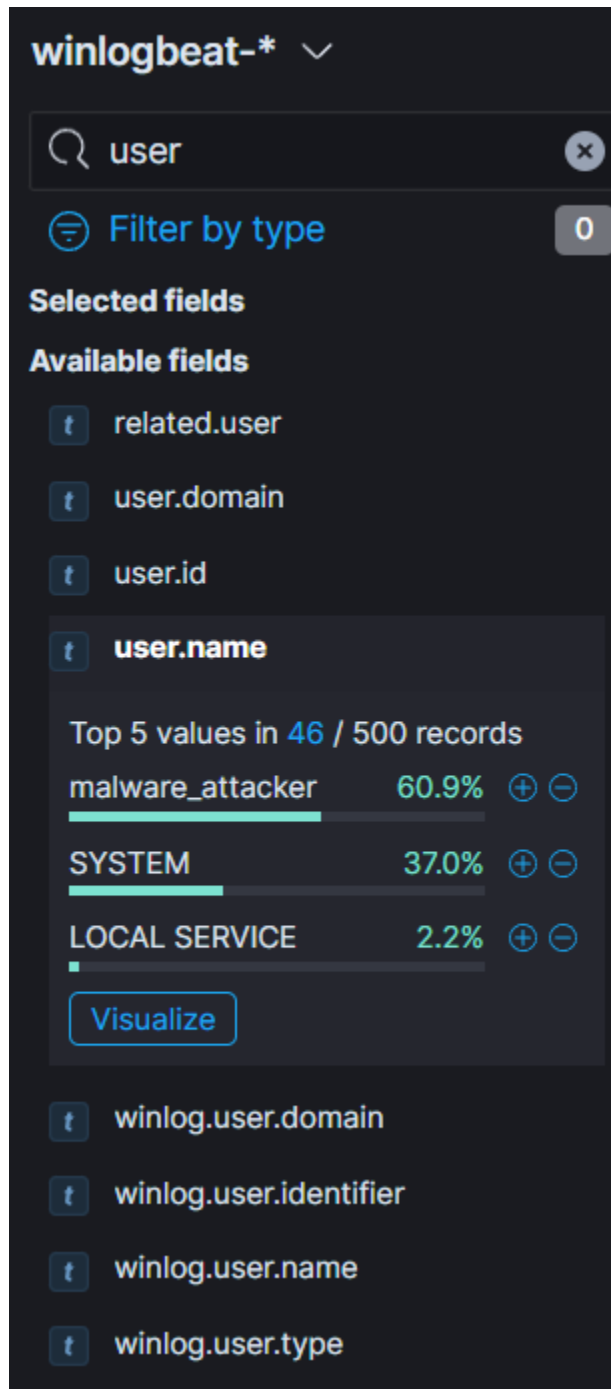 winlogbeat-*
user
Filter by type 0
Selected fields
Available fields
t related.user
t user.domain
t user.id
t user.name
Top 5 values in 46 / 500 records
malware_attacker 60.9%
SYSTEM 37.0%
LOCAL SERVICE 2.2%
Visualize
t winlog.user.domain
t winlog.user.identifier
t winlog.user.name
t winlog.user.type